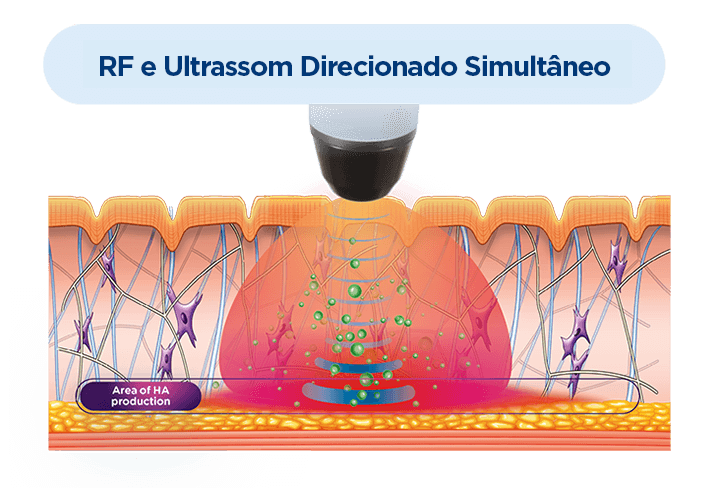 RF e Ultrassom Direcionado Simultâneo
Area of HA
production